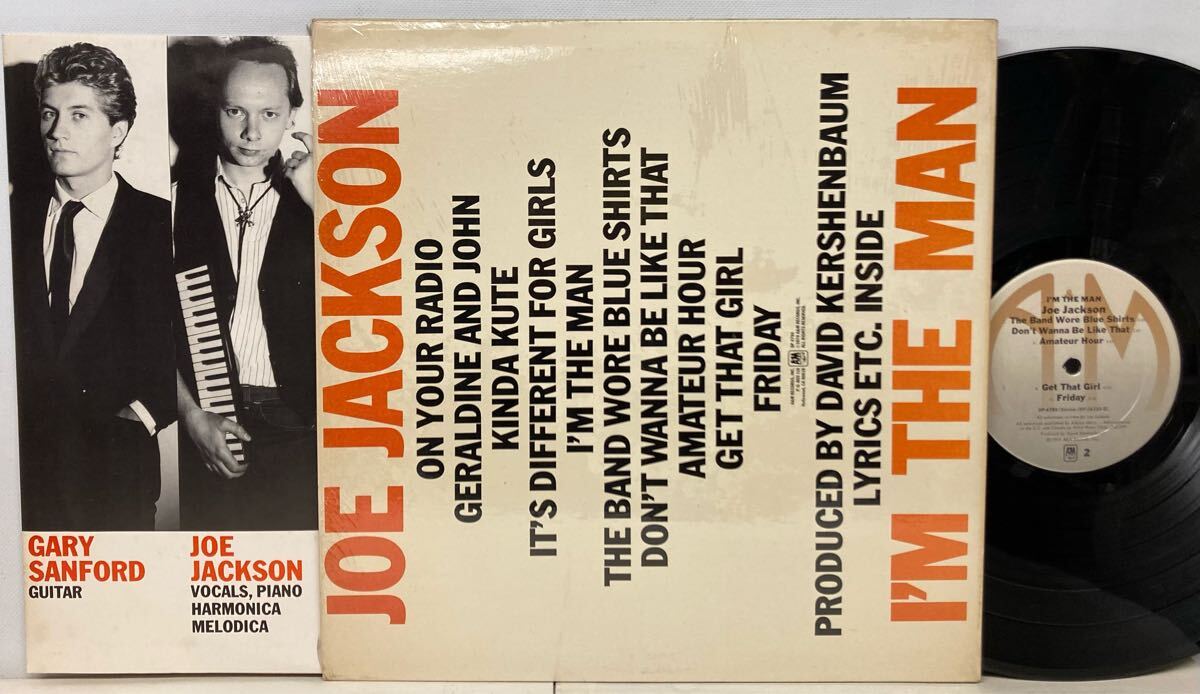 GARY
SANFORD
GUITAR
JOE
JACKSON
VOCALS, PIANO
HARMONICA
MELODICA
JOE JACKSON
ON YOUR RADIO
GERALDINE AND JOHN
KINDA KUTE
IT'S DIFFERENT FOR GIRLS
I'M THE MAN
THE BAND WORE BLUE SHIRTS
DON'T WANNA BE LIKE THAT
AMATEUR HOUR
GET THAT GIRL
FRIDAY
PRODUCED BY DAVID KERSHENBAUM
LYRICS ETC. INSIDE
I'M THE MAN
I'M THE MAN
Joe Jackson
The Band Wore Blue Shirts
Don't Wanna Be Like That
Amateur Hour
Get That Girl
Friday
2